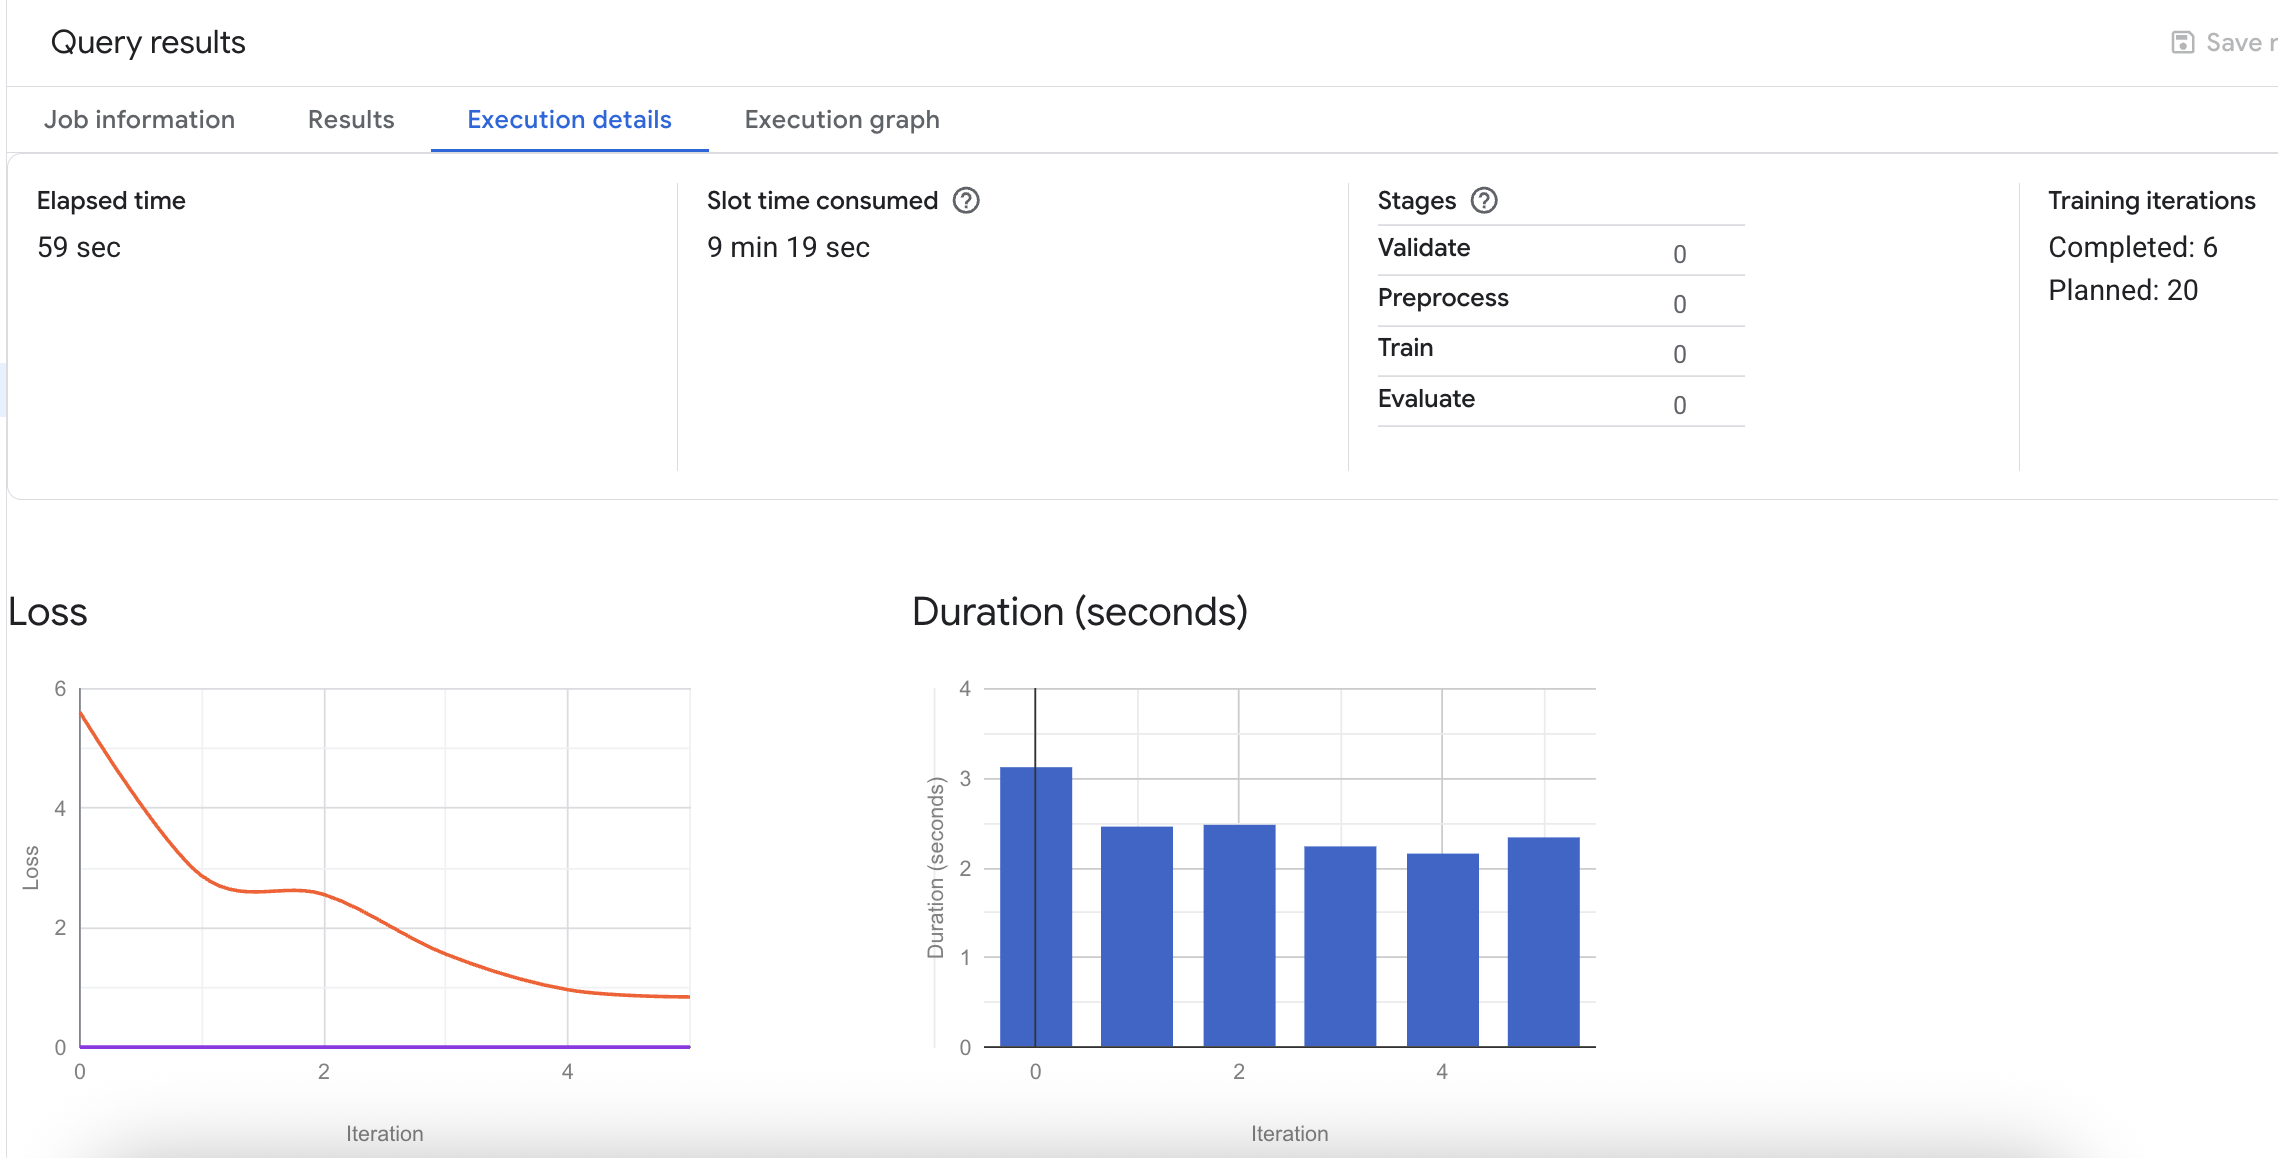 Query results
Save r
Job information
Results
Execution details
Execution graph
Elapsed time
59 sec
Slot time consumed
9 min 19 sec
Stages
Validate 0
Preprocess 0
Train 0
Evaluate 0
Training iterations
Completed: 6
Planned: 20
Loss
6
4
2
0
Loss
0 2 4
Iteration
Duration (seconds)
4
3
2
1
0
Duration (seconds)
0 2 4
Iteration